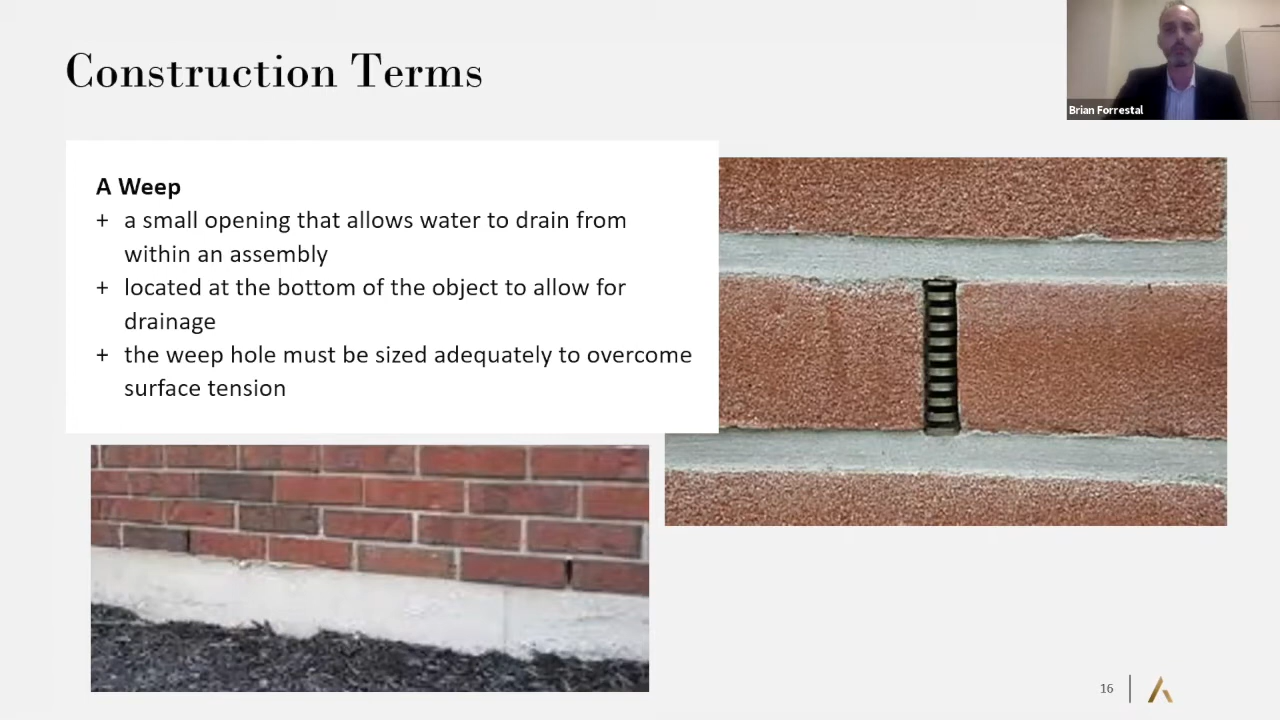 Construction Terms
Brian Forrestal
A Weep
+ a small opening that allows water to drain from
within an assembly
+ located at the bottom of the object to allow for
drainage
+ the weep hole must be sized adequately to overcome
surface tension
16